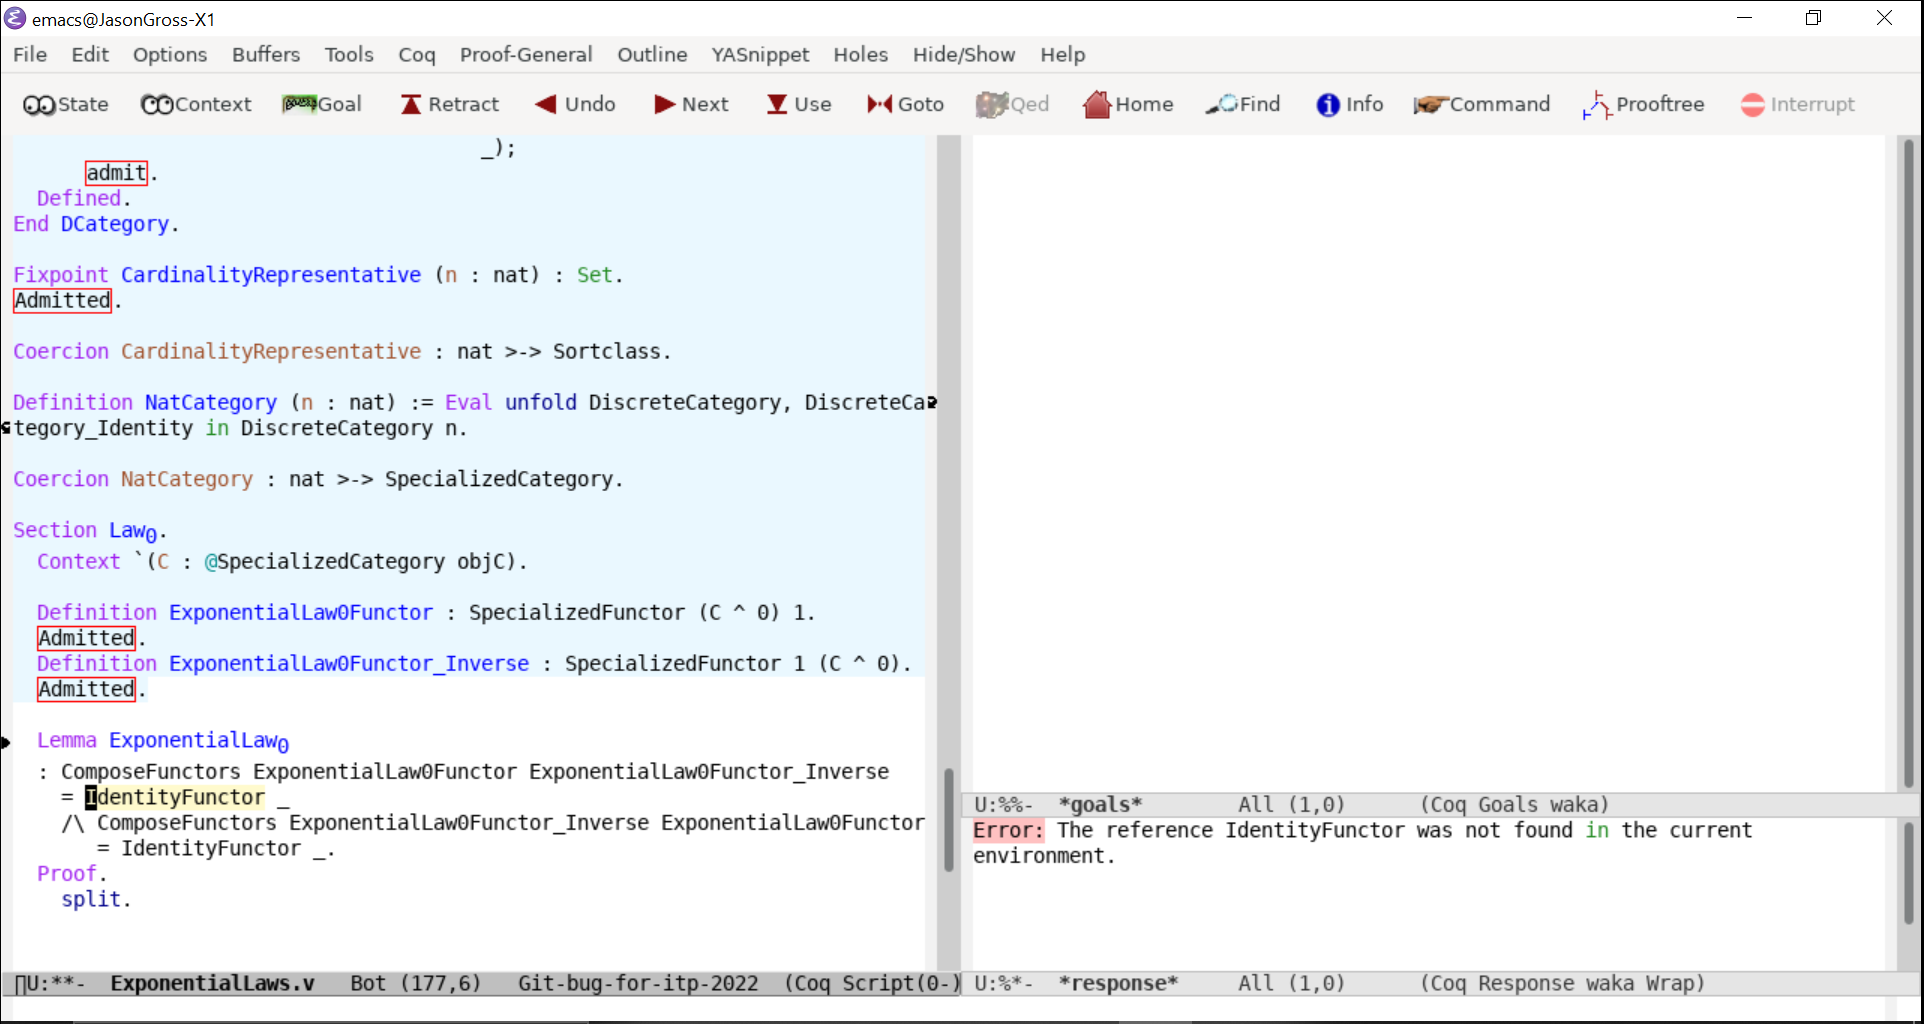 emacs@JasonGross-X1
File Edit Options Buffers Tools Coq Proof-General Outline YASnippet Holes Hide/Show Help
State Context Goal Retract Undo Next Use Goto Qed Home Find Info Command Prooftree Interrupt
_);
admit.
Defined.
End DCategory.
Fixpoint CardinalityRepresentative (n : nat) : Set.
Admitted.
Coercion CardinalityRepresentative : nat >-> Sortclass.
Definition NatCategory (n : nat) := Eval unfold DiscreteCategory, DiscreteCa
tegory_Identity in DiscreteCategory n.
Coercion NatCategory : nat >-> SpecializedCategory.
Section Law₀.
Context `(C : @SpecializedCategory objC).
Definition ExponentialLaw0Functor : SpecializedFunctor (C ^ 0) 1.
Admitted.
Definition ExponentialLaw0Functor_Inverse : SpecializedFunctor 1 (C ^ 0).
Admitted.
Lemma ExponentialLaw₀
: ComposeFunctors ExponentialLaw0Functor ExponentialLaw0Functor_Inverse
= IdentityFunctor _
/\ ComposeFunctors ExponentialLaw0Functor_Inverse ExponentialLaw0Functor
= IdentityFunctor _.
Proof.
split.
U:**- ExponentialLaws.v Bot (177,6) Git-bug-for-itp-2022 (Coq Script(0-)
U:%%- *goals* All (1,0) (Coq Goals waka)
Error: The reference IdentityFunctor was not found in the current
environment.
U:%*- *response* All (1,0) (Coq Response waka Wrap)